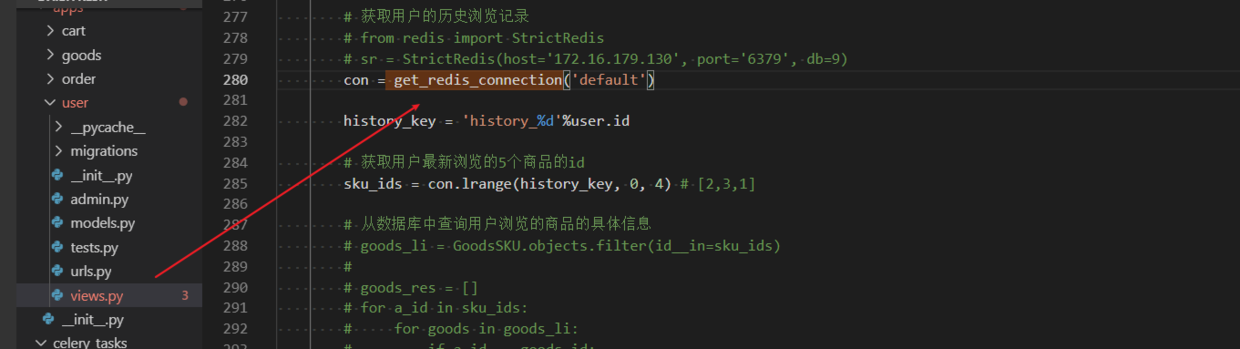 apps
cart
goods
order
user
__pycache__
migrations
__init__.py
admin.py
models.py
tests.py
urls.py
views.py 3
__init__.py
celery_tasks
277 # 获取用户的历史浏览记录
278 # from redis import StrictRedis
279 # sr = StrictRedis(host='172.16.179.130', port='6379', db=9)
280 con = get_redis_connection('default')
281
282 history_key = 'history_%d'%user.id
283
284 # 获取用户最新浏览的5个商品的id
285 sku_ids = con.lrange(history_key, 0, 4) # [2,3,1]
286
287 # 从数据库中查询用户浏览的商品的具体信息
288 # goods_li = GoodsSKU.objects.filter(id__in=sku_ids)
289 #
290 # goods_res = []
291 # for a_id in sku_ids:
292 #     for goods in goods_li: